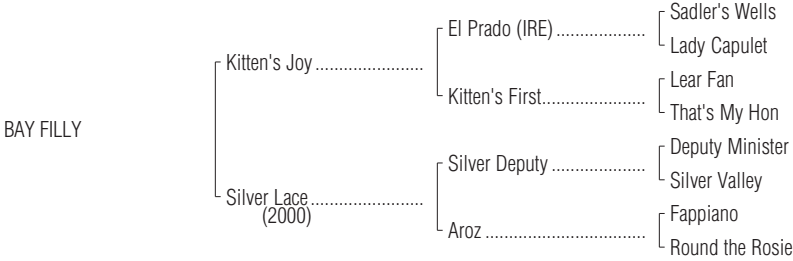 Sadler's Wells
El Prado (IRE) ...................
Lady Capulet
Kitten's Joy .......................
Lear Fan
Kitten's First......................
That's My Hon
BAY FILLY
Deputy Minister
Silver Deputy ....................
Silver Valley
Silver Lace........................
(2000)
Fappiano
Aroz ..................................
Round the Rosie